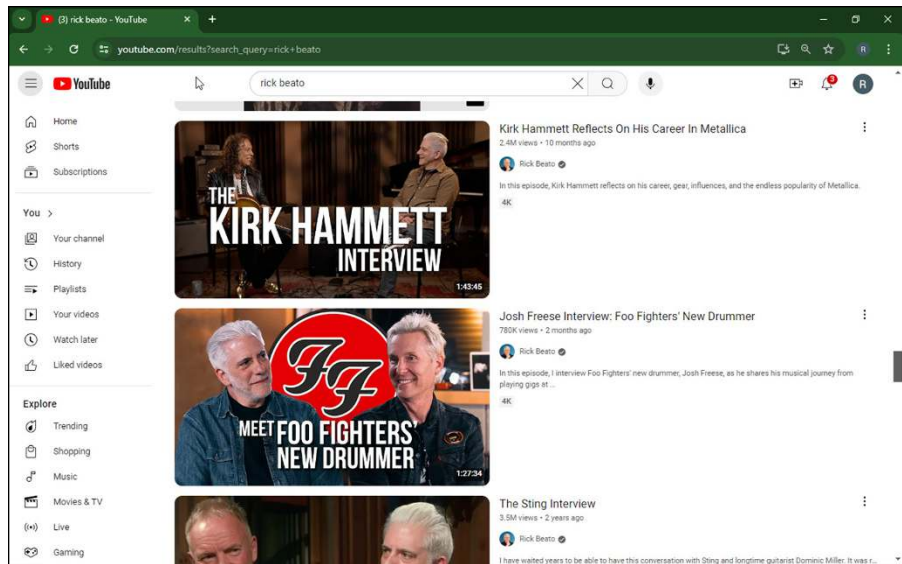 (3) rick beato - YouTube
youtube.com/results?search_query=rick+beato
R
YouTube
rick beato
3
R
Home
Shorts
Subscriptions
You
Your channel
History
Playlists
Your videos
Watch later
Liked videos
Explore
Trending
Shopping
Music
Movies & TV
Live
Gaming
THE
KIRK HAMMETT
INTERVIEW
1:43:45
Kirk Hammett Reflects On His Career In Metallica
2.4M views • 10 months ago
Rick Beato
In this episode, Kirk Hammett reflects on his career, gear, influences, and the endless popularity of Metallica.
4K
FF
MEET FOO FIGHTERS'
NEW DRUMMER
1:27:34
Josh Freese Interview: Foo Fighters' New Drummer
780K views • 2 months ago
Rick Beato
In this episode, I interview Foo Fighters' new drummer, Josh Freese, as he shares his musical journey from
playing gigs at ...
4K
The Sting Interview
3.5M views • 2 years ago
Rick Beato
I have waited years to be able to have this conversation with Sting and longtime guitarist Dominic Miller. It was r...